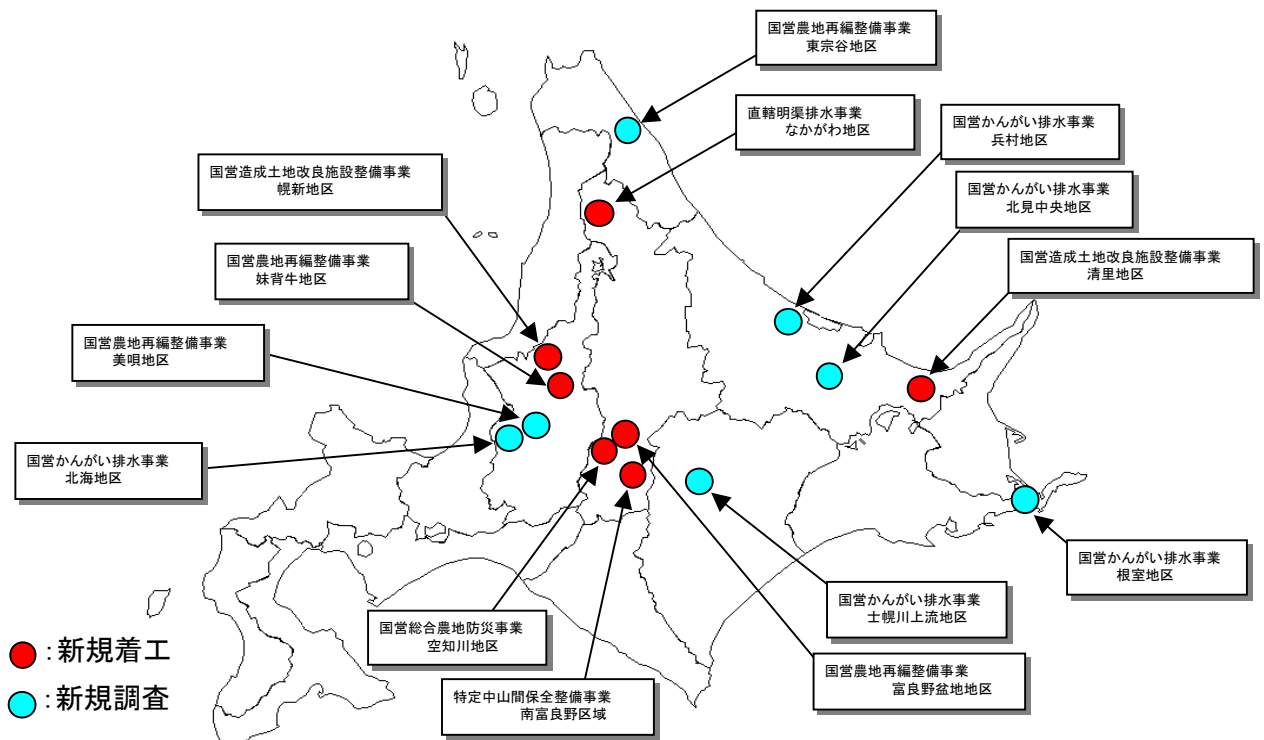 国営農地再編整備事業
東宗谷地区
直轄明渠排水事業
なかがわ地区
国営かんがい排水事業
兵村地区
国営造成土地改良施設整備事業
幌新地区
国営かんがい排水事業
北見中央地区
国営農地再編整備事業
妹背牛地区
国営造成土地改良施設整備事業
清里地区
国営農地再編整備事業
美唄地区
国営かんがい排水事業
北海地区
国営かんがい排水事業
根室地区
国営かんがい排水事業
士幌川上流地区
国営総合農地防災事業
空知川地区
国営農地再編整備事業
富良野盆地地区
特定中山間保全整備事業
南富良野区域
：新規着工
：新規調査